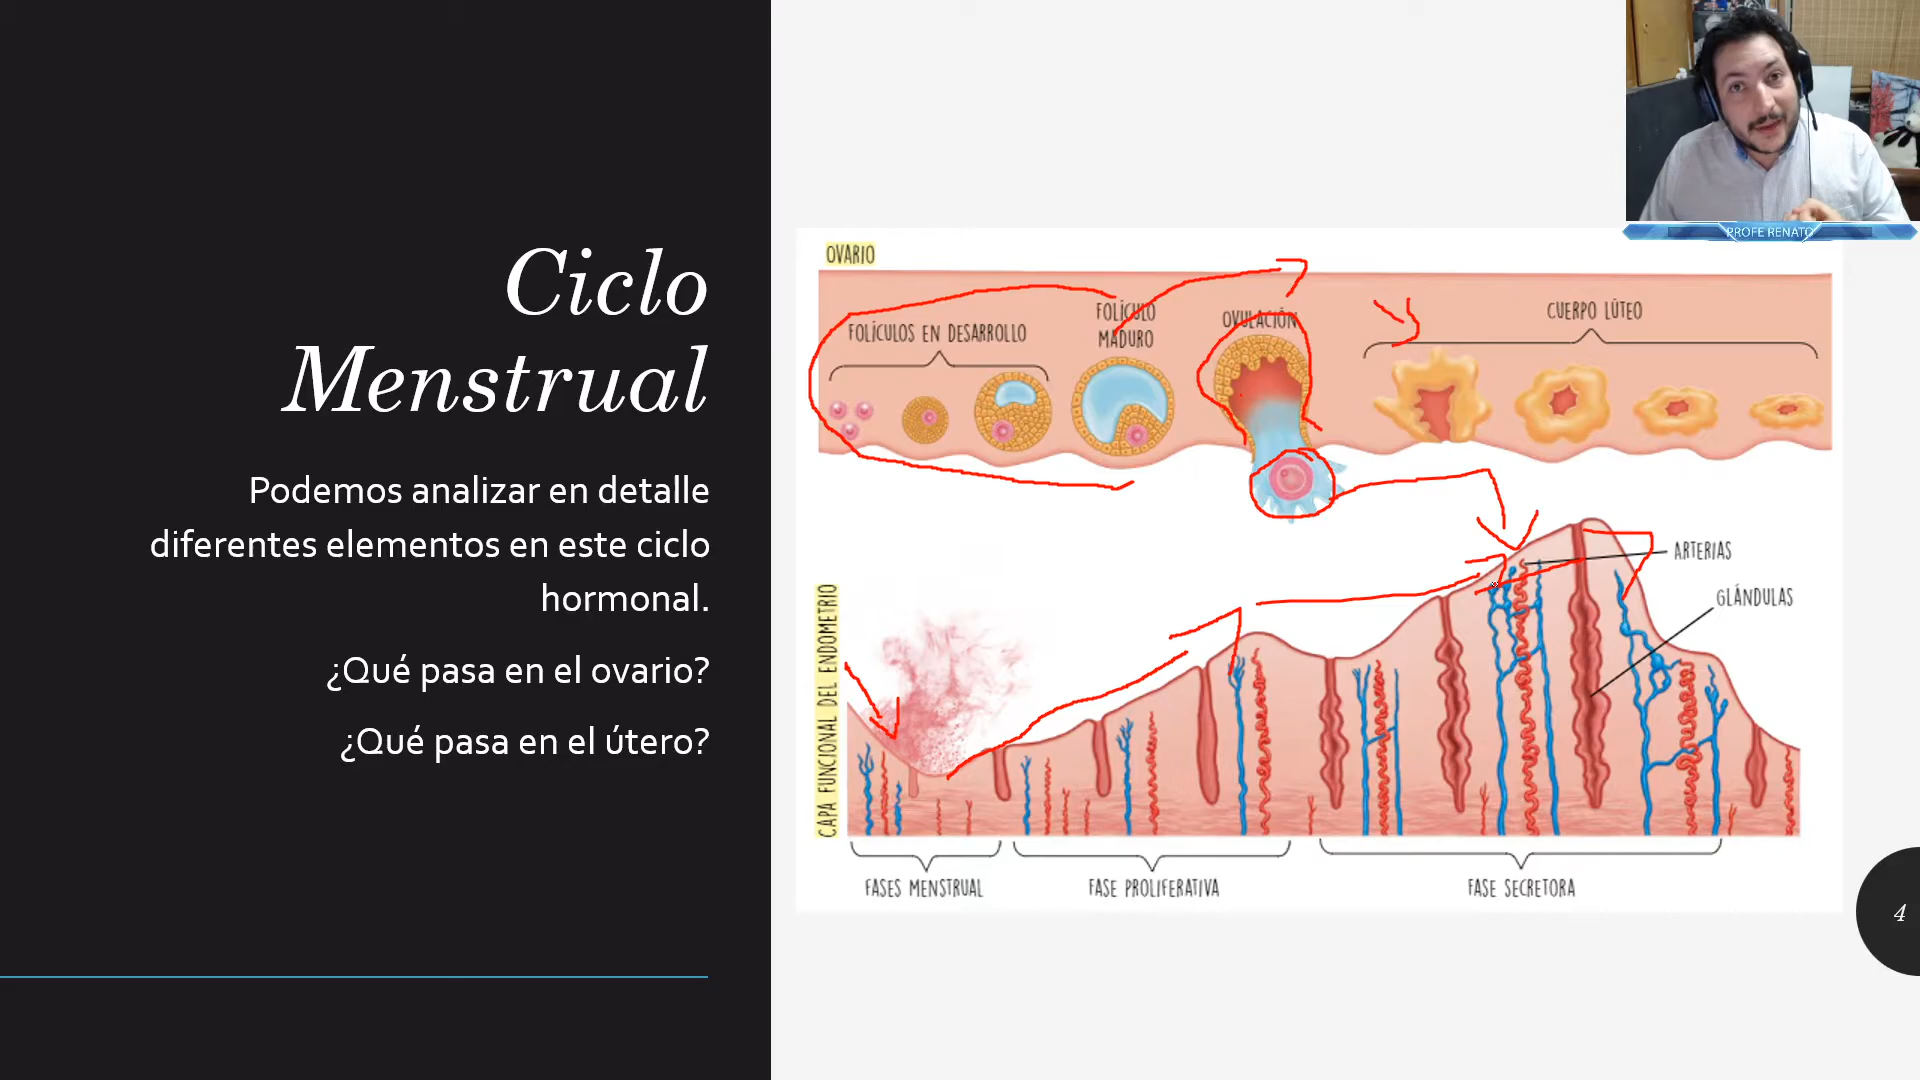 Ciclo
Menstrual
Podemos analizar en detalle
diferentes elementos en este ciclo
hormonal.
¿Qué pasa en el ovario?
¿Qué pasa en el útero?
PROFE RENATO
OVARIO
FOLÍCULOS EN DESARROLLO
FOLÍCULO
MADURO
OVULACIÓN
CUERPO LÚTEO
CAPA FUNCIONAL DEL ENDOMETRIO
ARTERIAS
GLÁNDULAS
FASES MENSTRUAL
FASE PROLIFERATIVA
FASE SECRETORA
4